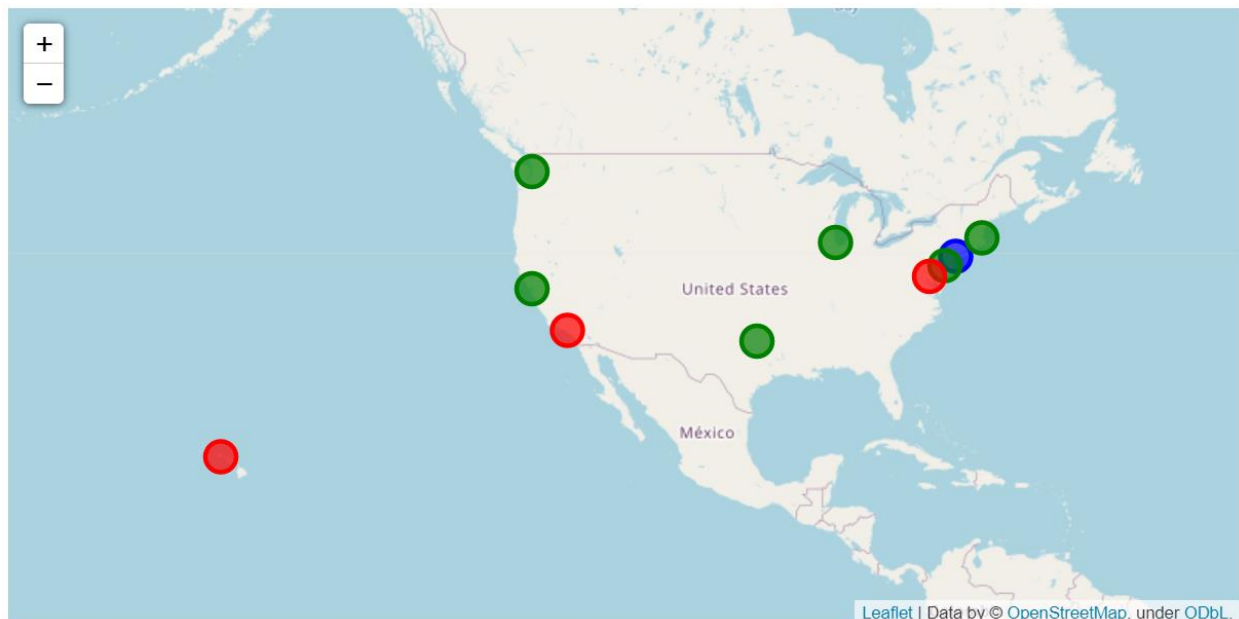 +
−
United States
México
Leaflet | Data by © OpenStreetMap, under ODbL.